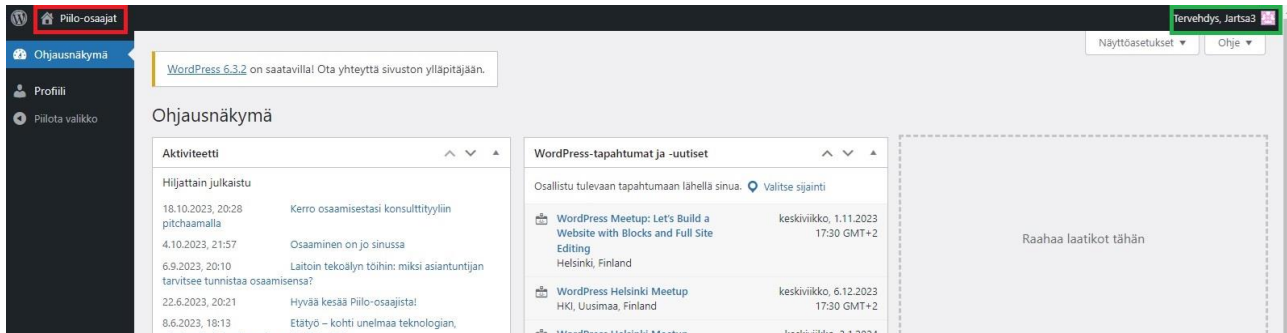 Piilo-osaajat
Tervehdys, Jartsa3
Ohjausnäkymä
Profiili
Piilota valikko
Näyttöasetukset
Ohje
WordPress 6.3.2 on saatavilla! Ota yhteyttä sivuston ylläpitäjään.
Ohjausnäkymä
Aktiviteetti
Hiljattain julkaistu
18.10.2023, 20:28 Kerro osaamisestasi konsulttityyliin
pitchaamalla
4.10.2023, 21:57 Osaaminen on jo sinussa
6.9.2023, 20:10 Laitoin tekoälyn töihin: miksi asiantuntijan
tarvitsee tunnistaa osaamisensa?
22.6.2023, 20:21 Hyvää kesää Piilo-osaajista!
8.6.2023, 18:13 Etätyö – kohti unelmaa teknologian,
WordPress-tapahtumat ja -uutiset
Osallistu tulevaan tapahtumaan lähellä sinua. Valitse sijainti
WordPress Meetup: Let's Build a
Website with Blocks and Full Site
Editing
Helsinki, Finland
keskiviikko, 1.11.2023
17:30 GMT+2
WordPress Helsinki Meetup
HKI, Uusimaa, Finland
keskiviikko, 6.12.2023
17:30 GMT+2
WordPress Helsinki Meetup
Raahaa laatikot tähän